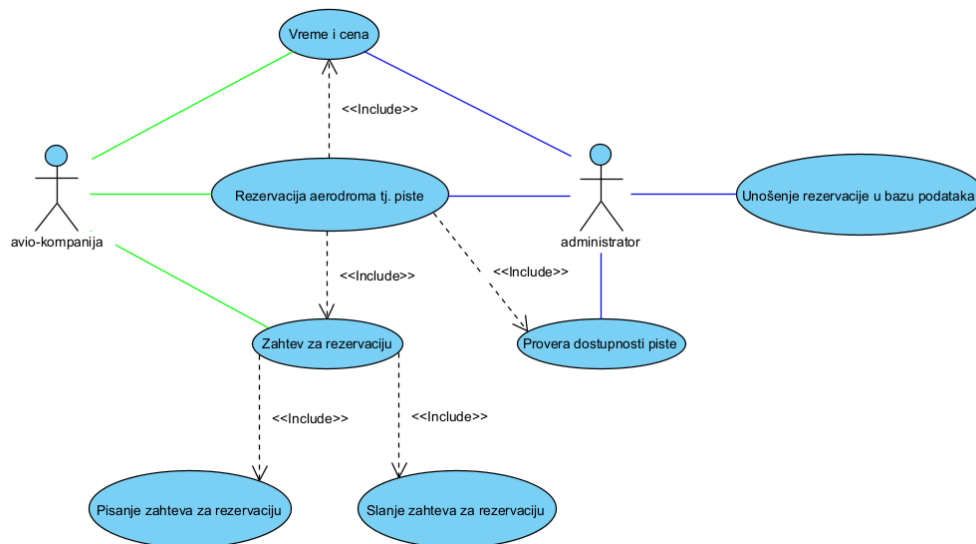 Vreme i cena
<<Include>>
Rezervacija aerodroma tj. piste
Unošenje rezervacije u bazu podataka
avio-kompanija
administrator
<<Include>>
<<Include>>
Zahtev za rezervaciju
Provera dostupnosti piste
<<Include>>
<<Include>>
Pisanje zahteva za rezervaciju
Slanje zahteva za rezervaciju